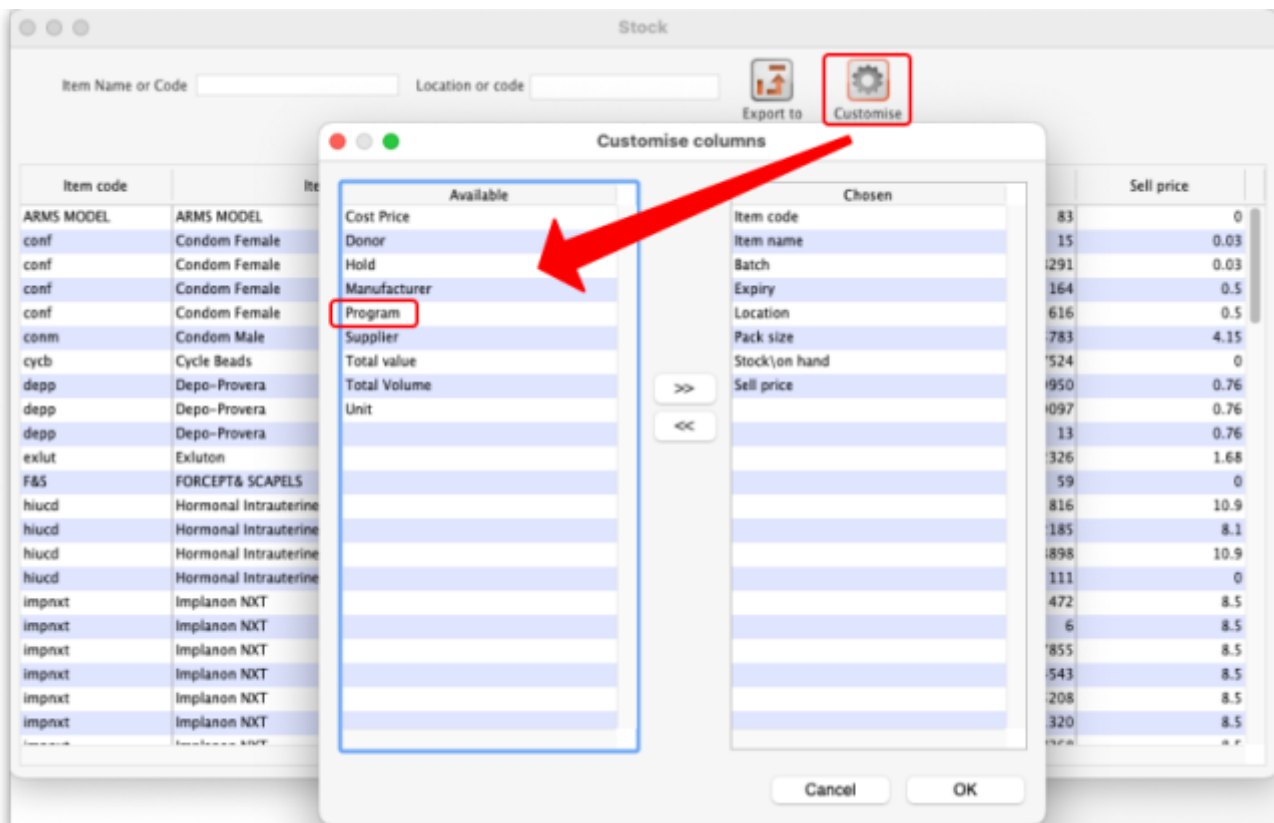 Stock
Item Name or Code
Location or code
Export to
Customise
Customise columns
Item code
Sell price
Available
Chosen
Cost Price
Donor
Hold
Manufacturer
Program
Supplier
Total value
Total Volume
Unit
>>
<<
Item code
Item name
Batch
Expiry
Location
Pack size
Stock\on hand
Sell price
ARMS MODEL ARMS MODEL 83 0
conf Condom Female 15 0.03
conf Condom Female 0.03
conf Condom Female 164 0.5
conf Condom Female 616 0.5
conm Condom Male 4.15
cycb Cycle Beads 0
depp Depo-Provera 0.76
depp Depo-Provera 0.76
depp Depo-Provera 13 0.76
exlut Exluton 1.68
F&S FORCEPT& SCAPELS 59 0
hiucd Hormonal Intrauterine 816 10.9
hiucd Hormonal Intrauterine 8.1
hiucd Hormonal Intrauterine 10.9
hiucd Hormonal Intrauterine 111 0
impnxt Implanon NXT 472 8.5
impnxt Implanon NXT 6 8.5
impnxt Implanon NXT 8.5
impnxt Implanon NXT 8.5
impnxt Implanon NXT 8.5
impnxt Implanon NXT 8.5
Cancel
OK